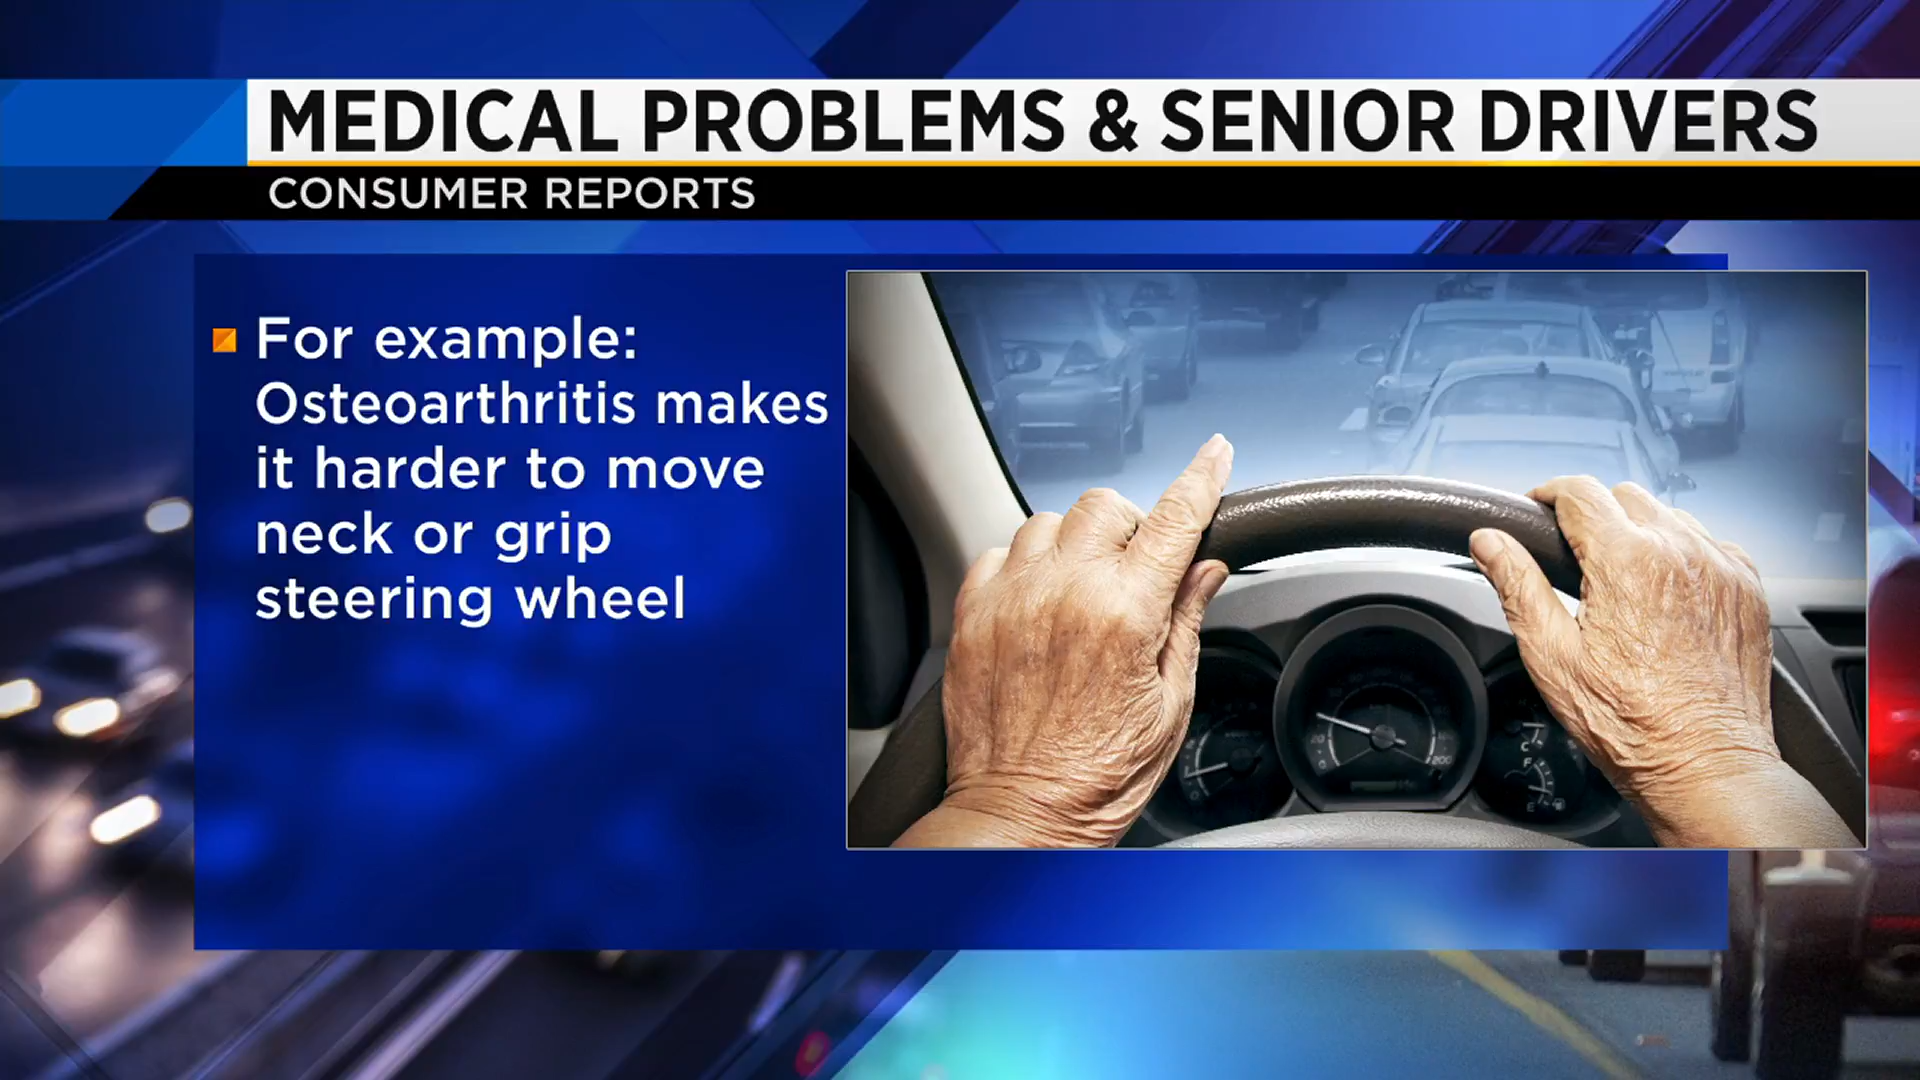 MEDICAL PROBLEMS & SENIOR DRIVERS
CONSUMER REPORTS
For example:
Osteoarthritis makes
it harder to move
neck or grip
steering wheel